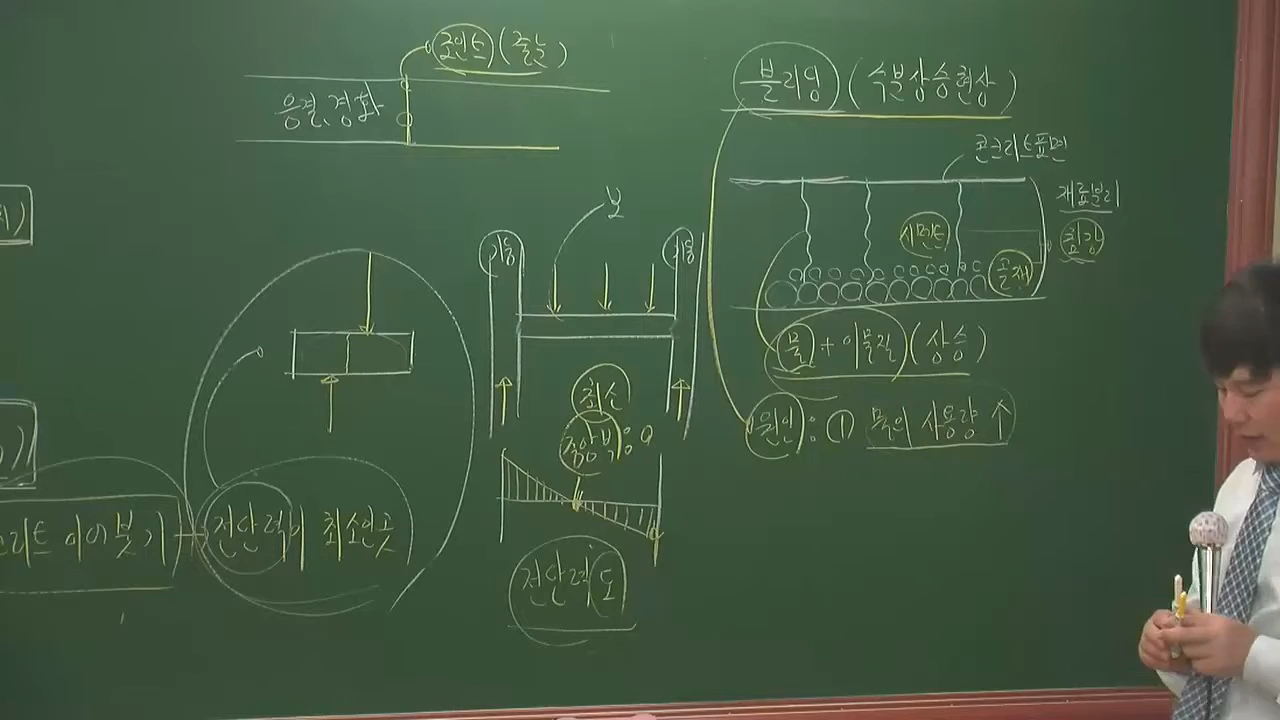 조인트 (줄눈)
응결, 경화
보
기둥
기둥
최소
중앙부 : 0
전단력도
리트 이어붓기
전단력이 최소인곳
블리딩 (수분상승현상)
콘크리트표면
재료분리
시멘트
골재
물 + 이물질 (상승)
원인 : ① 물의 사용량 ↑